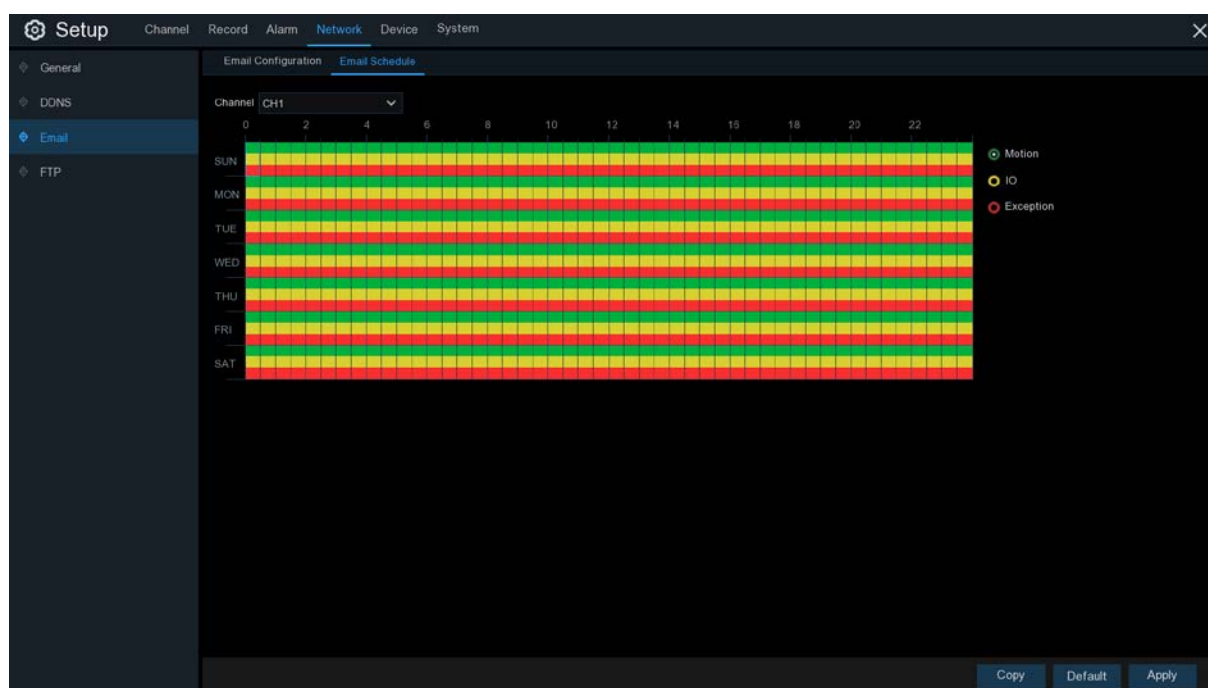 Setup Channel Record Alarm Network Device System
General
DDNS
Email
FTP
Email Configuration Email Schedule
Channel CH1
0 2 4 6 8 10 12 14 16 18 20 22
SUN
MON
TUE
WED
THU
FRI
SAT
Motion
IO
Exception
Copy Default Apply